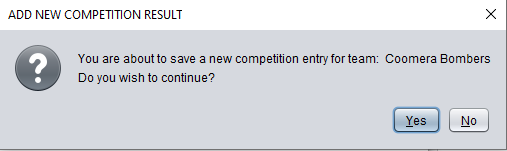 ADD NEW COMPETITION RESULT
You are about to save a new competition entry for team: Coomera Bombers
Do you wish to continue?
Yes No